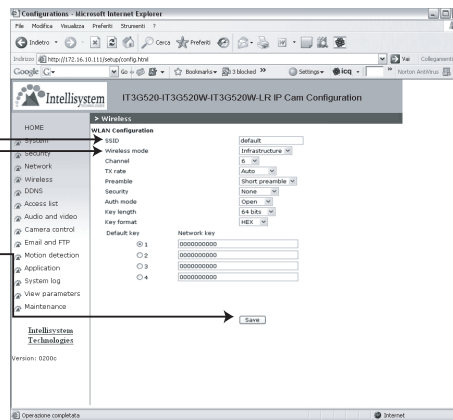 Configurations - Microsoft Internet Explorer
File Modifica Visualizza Preferiti Strumenti ?
Indietro Cerca Preferiti
Indirizzo http://172.16.10.111/setup/config.html Vai Collegamenti
Google G Go Bookmarks 3 blocked Settings icq Norton AntiVirus
Intellisystem IT3G520-IT3G520W-IT3G520W-LR IP Cam Configuration
> Wireless
HOME
System
Security
Network
Wireless
DDNS
Access list
Audio and video
Camera control
Email and FTP
Motion detection
Application
System log
View parameters
Maintenance
Intellisystem
Technologies
Version: 0200c
WLAN Configuration
SSID default
Wireless mode Infrastructure
Channel 6
TX rate Auto
Preamble Short preamble
Security None
Auth mode Open
Key length 64 bits
Key format HEX
Default key Network key
1 0000000000
2 0000000000
3 0000000000
4 0000000000
Save
Operazione completata Internet